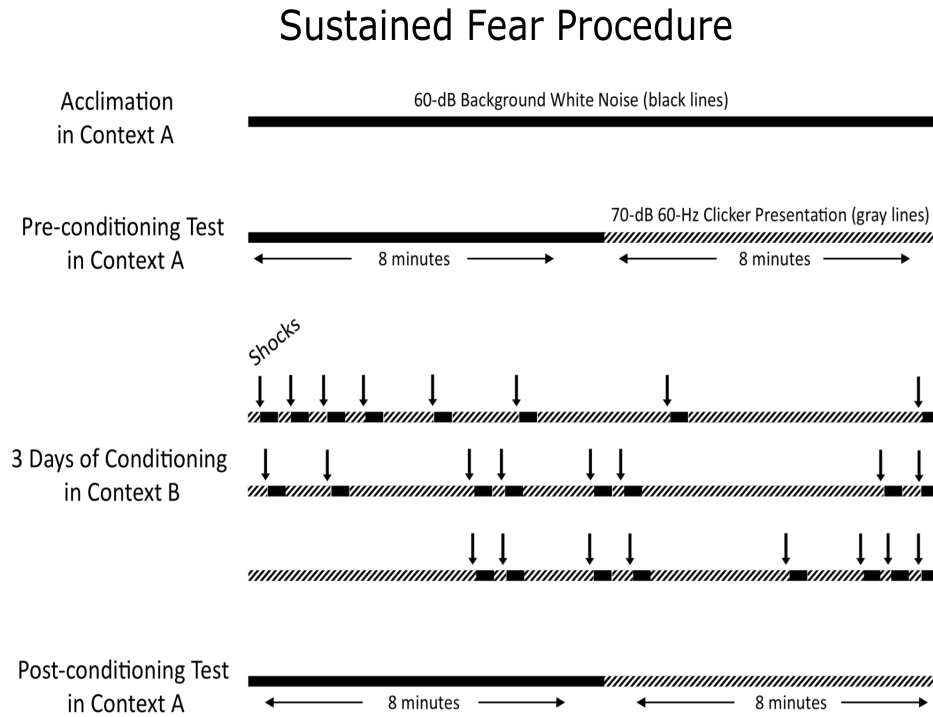 Sustained Fear Procedure
Acclimation
in Context A
60-dB Background White Noise (black lines)
Pre-conditioning Test
in Context A
70-dB 60-Hz Clicker Presentation (gray lines)
8 minutes
8 minutes
Shocks
3 Days of Conditioning
in Context B
Post-conditioning Test
in Context A
8 minutes
8 minutes